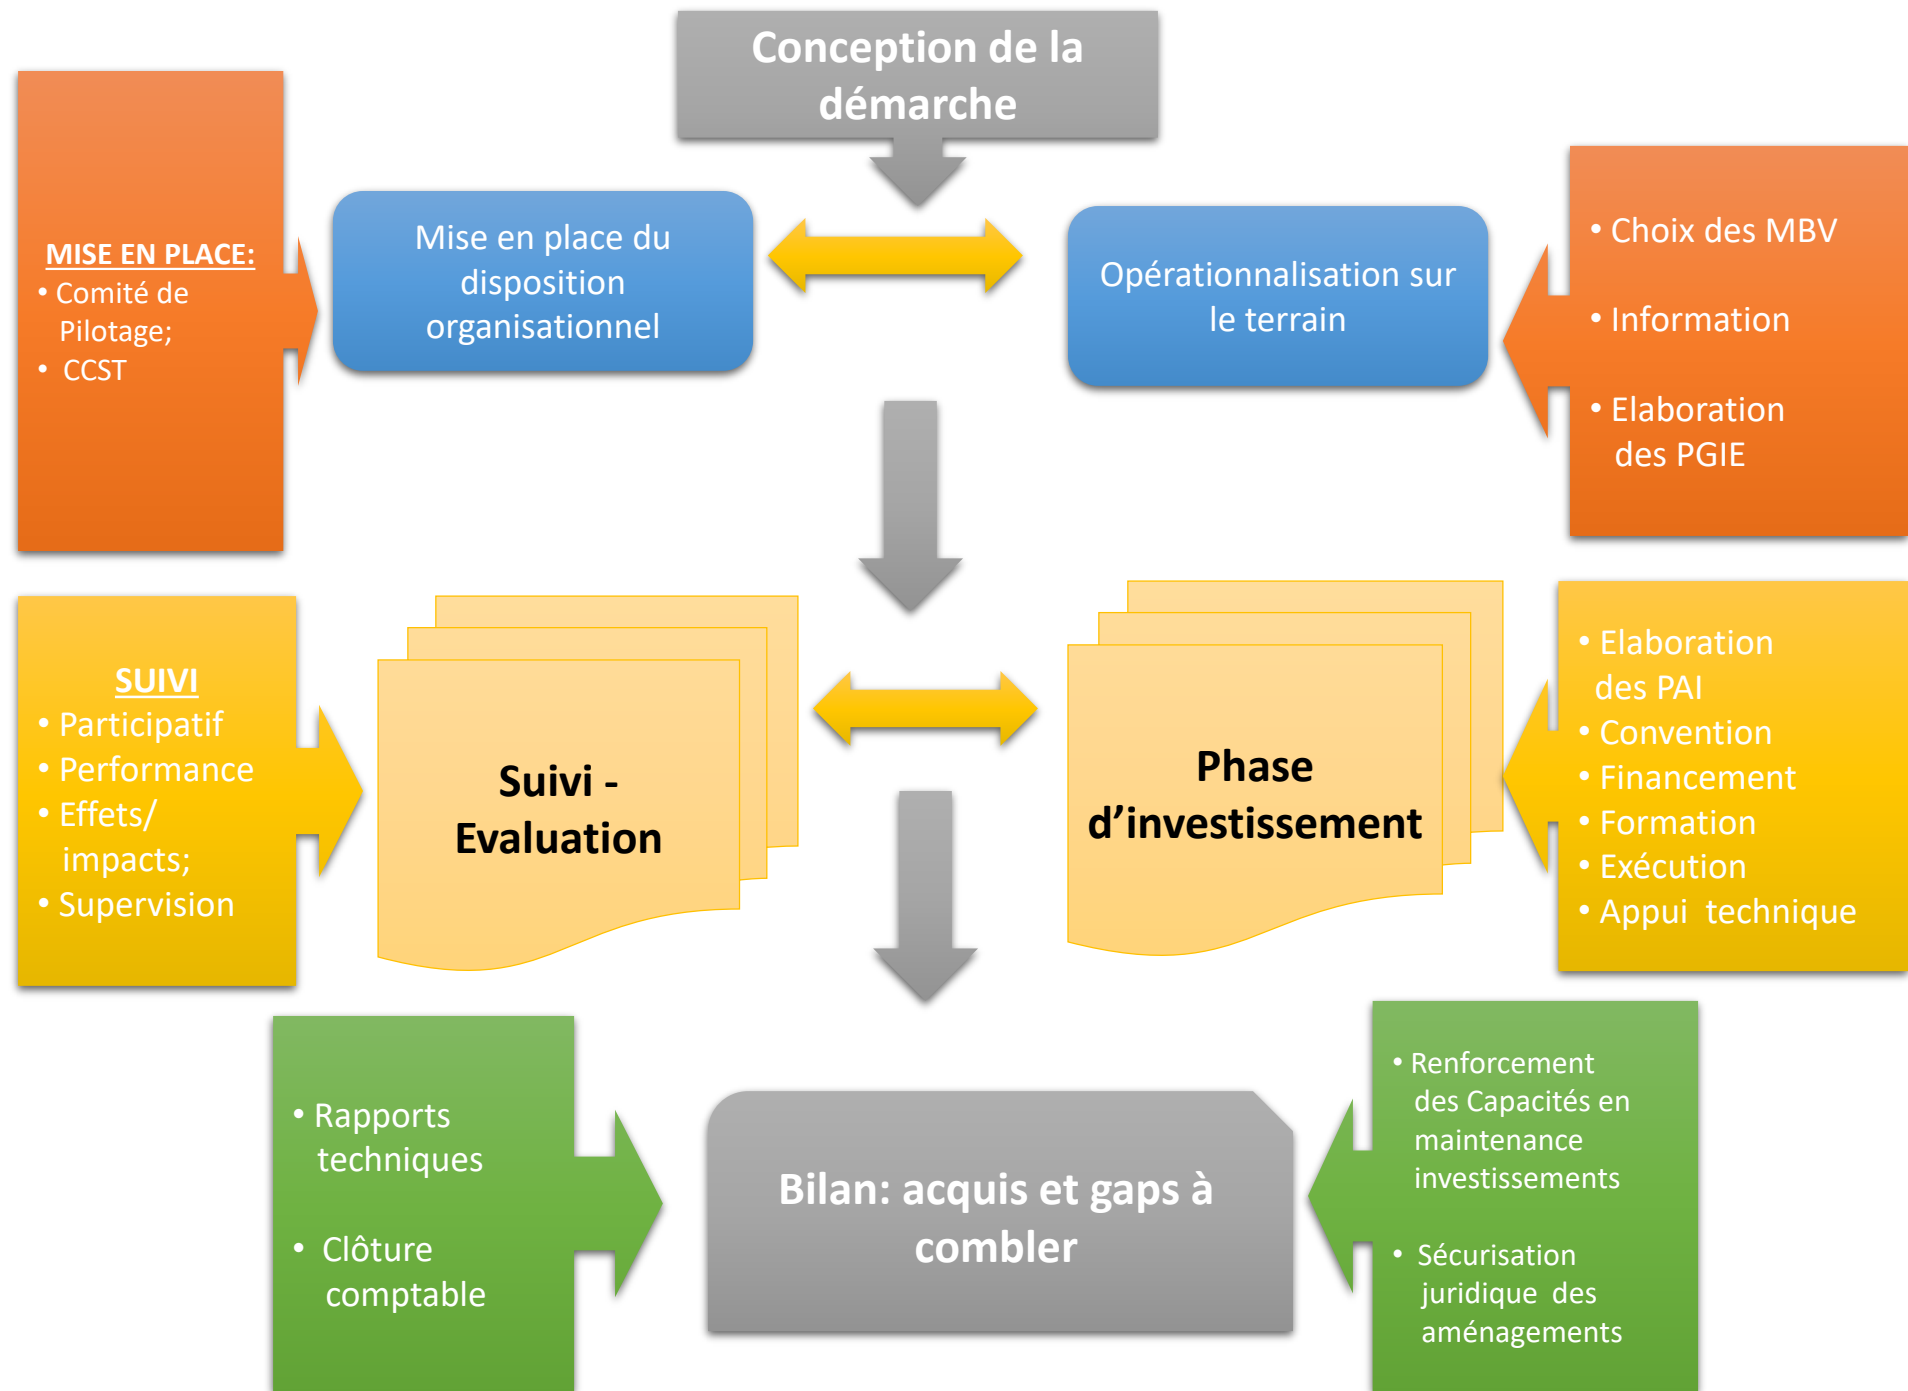 Conception de la
démarche
MISE EN PLACE:
• Comité de
Pilotage;
• CCST
Mise en place du
disposition
organisationnel
Opérationnalisation sur
le terrain
• Choix des MBV
• Information
• Elaboration
des PGIE
SUIVI
• Participatif
• Performance
• Effets/
impacts;
• Supervision
Suivi -
Evaluation
Phase
d’investissement
• Elaboration
des PAI
• Convention
• Financement
• Formation
• Exécution
• Appui technique
• Rapports
techniques
• Clôture
comptable
Bilan: acquis et gaps à
combler
• Renforcement
des Capacités en
maintenance
investissements
• Sécurisation
juridique des
aménagements